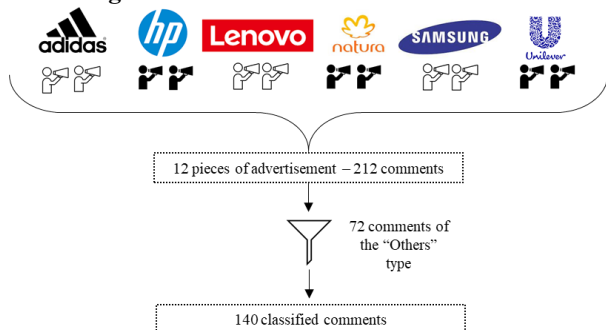 adidas
hp
Lenovo
natura
SAMSUNG
Unilever
12 pieces of advertisement – 212 comments
72 comments of
the “Others”
type
140 classified comments